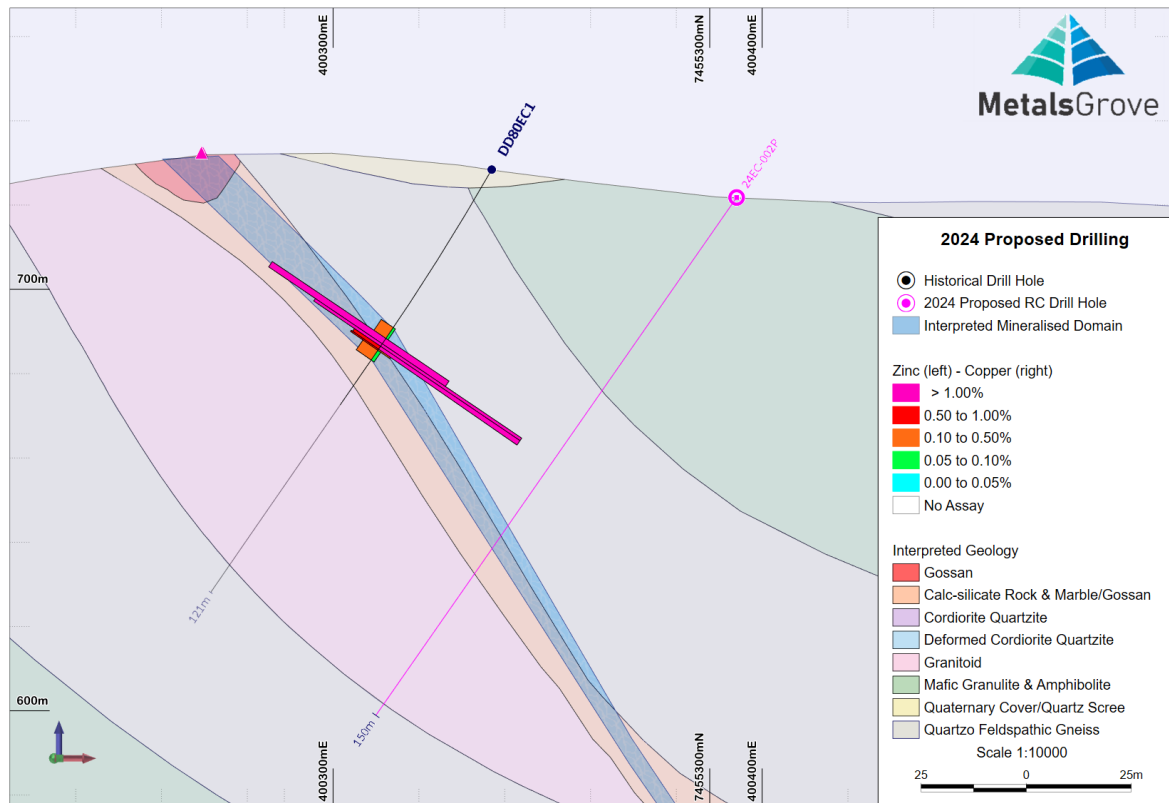 400300mE
7455300mN
400400mE
MetalsGrove
DD80EC1
24EC-002P
700m
121m
600m
150m
400300mE
7455300mN
400400mE
2024 Proposed Drilling
Historical Drill Hole
2024 Proposed RC Drill Hole
Interpreted Mineralised Domain
Zinc (left) - Copper (right)
> 1.00%
0.50 to 1.00%
0.10 to 0.50%
0.05 to 0.10%
0.00 to 0.05%
No Assay
Interpreted Geology
Gossan
Calc-silicate Rock & Marble/Gossan
Cordiorite Quartzite
Deformed Cordiorite Quartzite
Granitoid
Mafic Granulite & Amphibolite
Quaternary Cover/Quartz Scree
Quartzo Feldspathic Gneiss
Scale 1:10000
25 0 25m